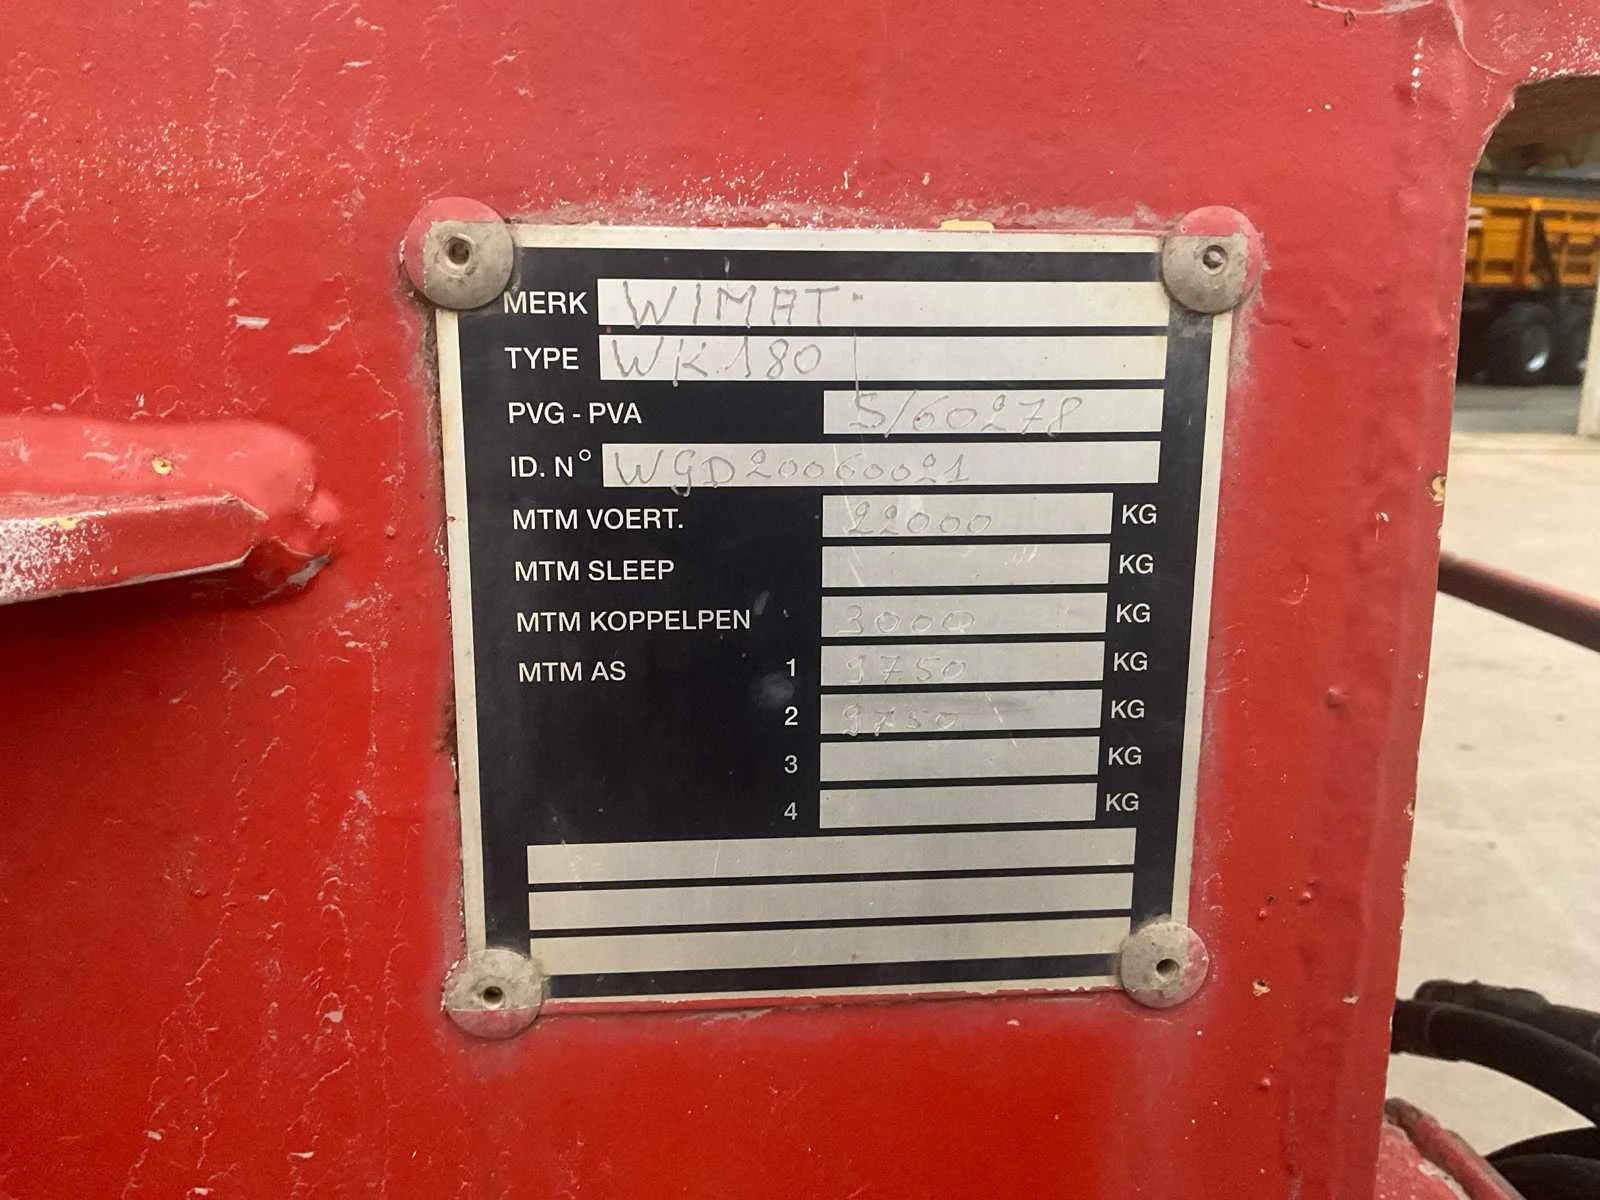 MERK WIMAT.
TYPE WK180
PVG - PVA S/60278
ID. N° WGD20060021
MTM VOERT. 22000 KG
MTM SLEEP KG
MTM KOPPELPEN 3000 KG
MTM AS 1 9750 KG
2 9750 KG
3 KG
4 KG